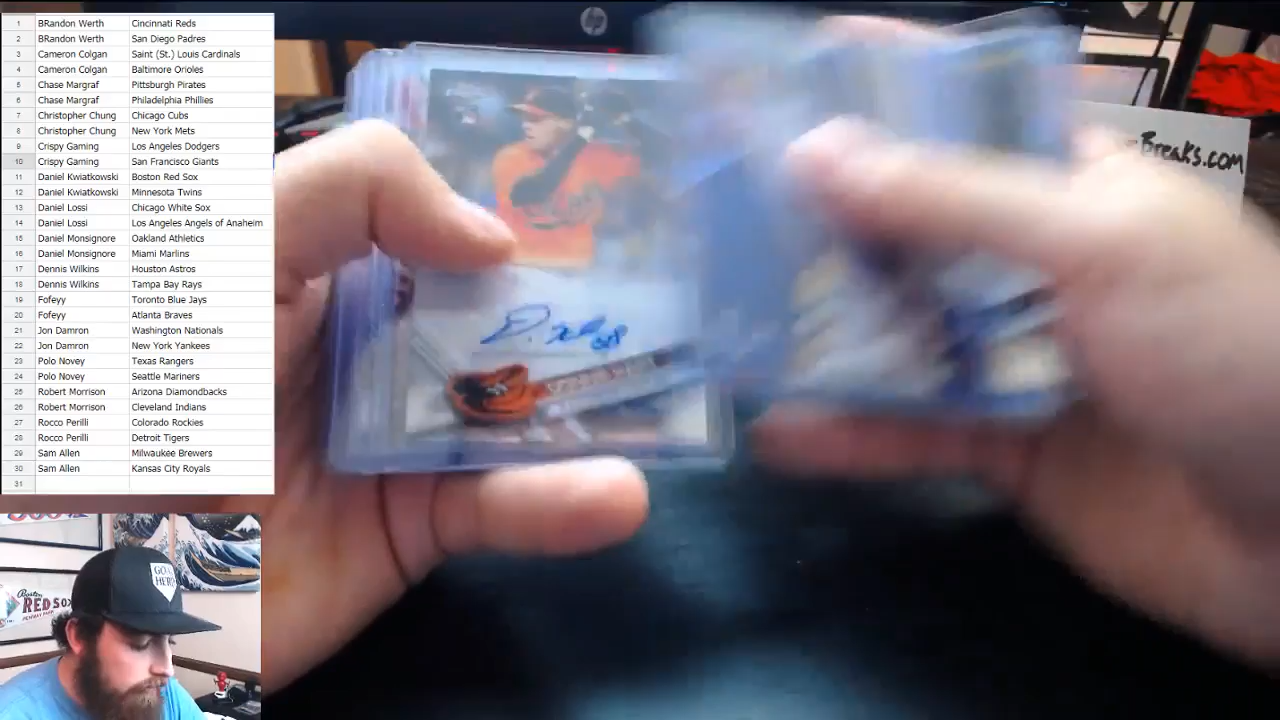 1 BRandon Werth Cincinnati Reds
2 BRandon Werth San Diego Padres
3 Cameron Colgan Saint (St.) Louis Cardinals
4 Cameron Colgan Baltimore Orioles
5 Chase Margraf Pittsburgh Pirates
6 Chase Margraf Philadelphia Phillies
7 Christopher Chung Chicago Cubs
8 Christopher Chung New York Mets
9 Crispy Gaming Los Angeles Dodgers
10 Crispy Gaming San Francisco Giants
11 Daniel Kwiatkowski Boston Red Sox
12 Daniel Kwiatkowski Minnesota Twins
13 Daniel Lossi Chicago White Sox
14 Daniel Lossi Los Angeles Angels of Anaheim
15 Daniel Monsignore Oakland Athletics
16 Daniel Monsignore Miami Marlins
17 Dennis Wilkins Houston Astros
18 Dennis Wilkins Tampa Bay Rays
19 Fofeyy Toronto Blue Jays
20 Fofeyy Atlanta Braves
21 Jon Damron Washington Nationals
22 Jon Damron New York Yankees
23 Polo Novey Texas Rangers
24 Polo Novey Seattle Mariners
25 Robert Morrison Arizona Diamondbacks
26 Robert Morrison Cleveland Indians
27 Rocco Perilli Colorado Rockies
28 Rocco Perilli Detroit Tigers
29 Sam Allen Milwaukee Brewers
30 Sam Allen Kansas City Royals
31
hp
Breaks.com
GO HERO
Boston
RED SOX
FENWAY PARK